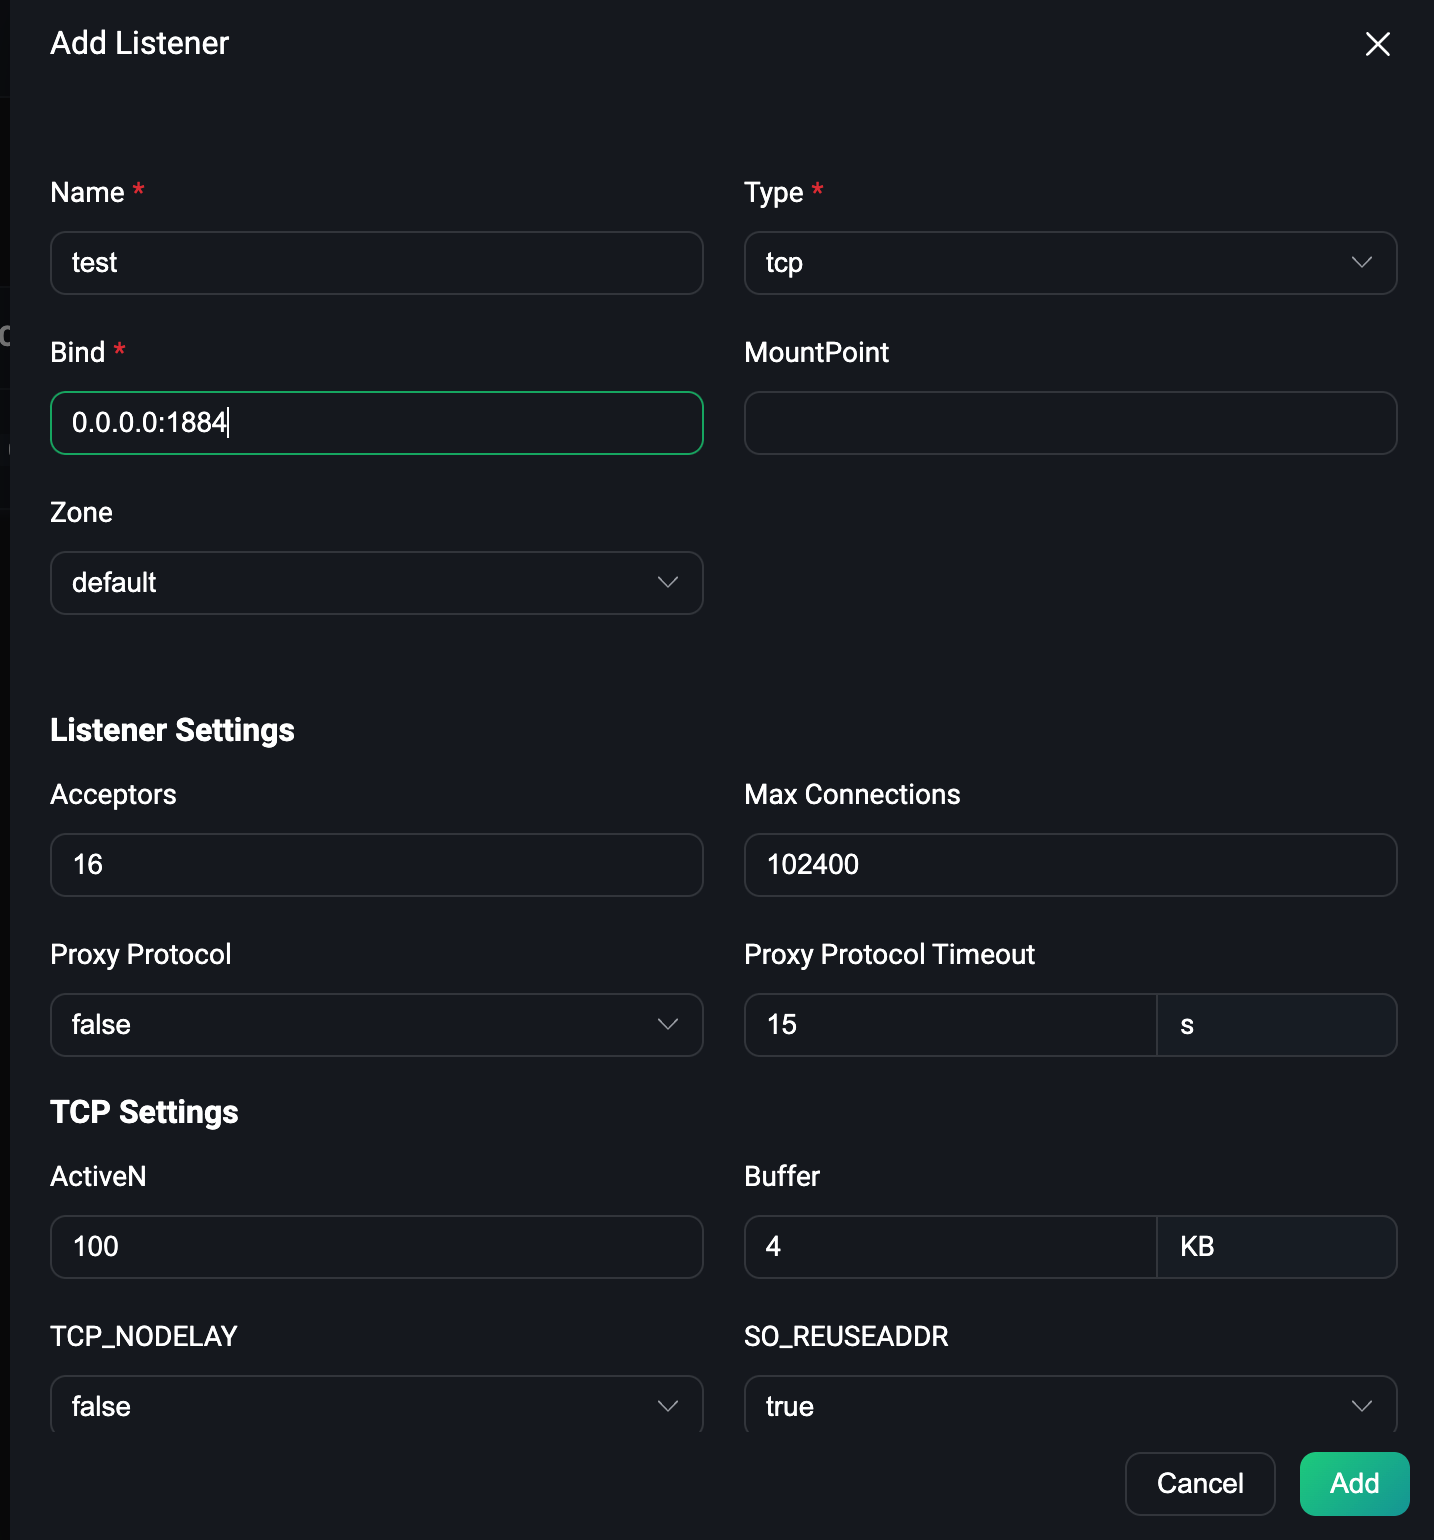 Add Listener
Name *
Type *
test
tcp
Bind *
MountPoint
0.0.0.0:1884
Zone
default
Listener Settings
Acceptors
Max Connections
16
102400
Proxy Protocol
Proxy Protocol Timeout
false
15 s
TCP Settings
ActiveN
Buffer
100
4 KB
TCP_NODELAY
SO_REUSEADDR
false
true
Cancel
Add